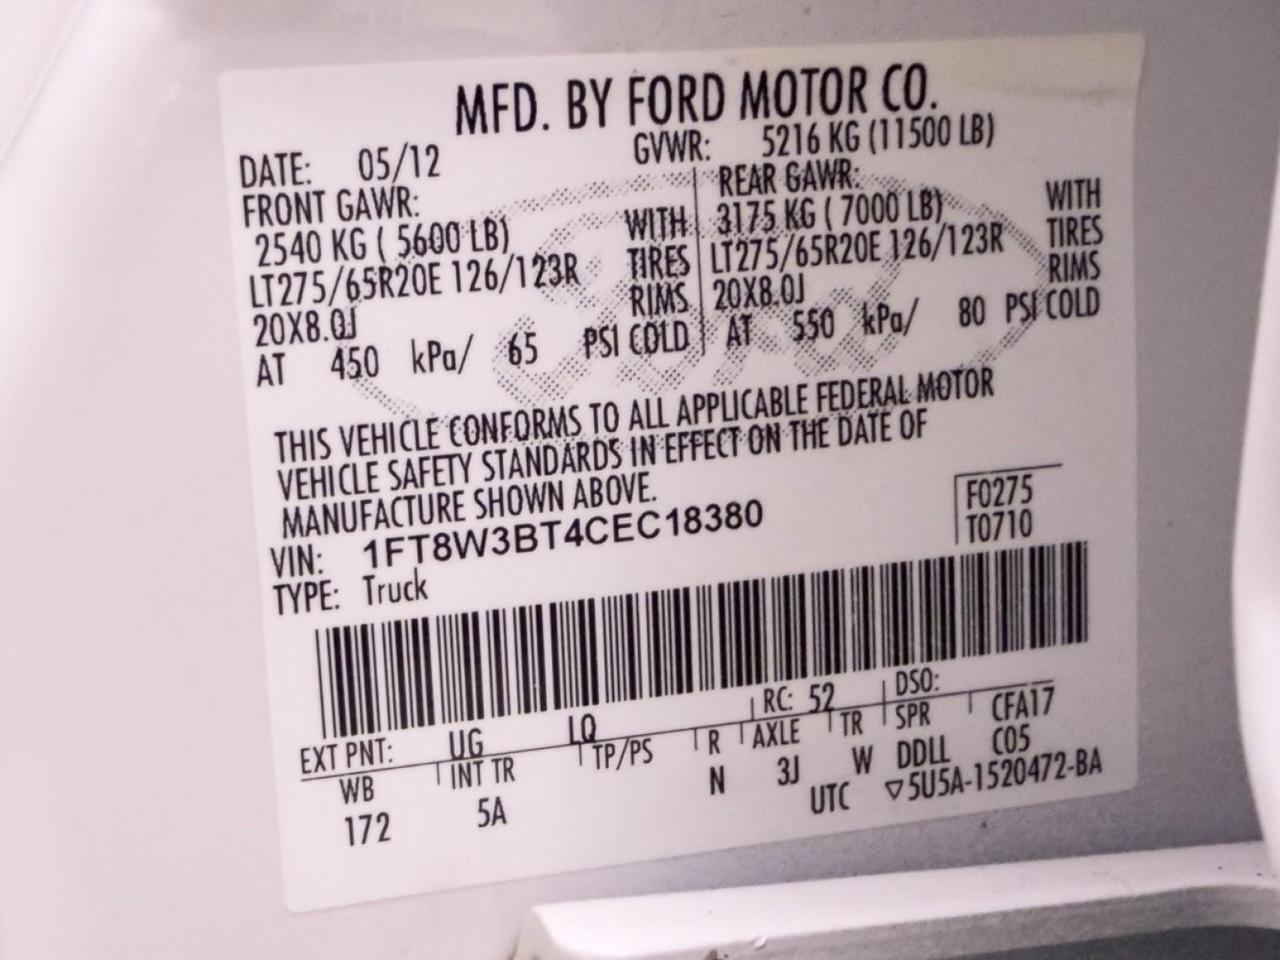 MFD. BY FORD MOTOR CO.
DATE: 05/12 GVWR: 5216 KG (11500 LB)
FRONT GAWR:
2540 KG ( 5600 LB) WITH
LT275/65R20E 126/123R TIRES
20X8.0J RIMS
AT 450 kPa/ 65 PSI COLD
REAR GAWR:
3175 KG ( 7000 LB) WITH
LT275/65R20E 126/123R TIRES
20X8.0J RIMS
AT 550 kPa/ 80 PSI COLD
THIS VEHICLE CONFORMS TO ALL APPLICABLE FEDERAL MOTOR
VEHICLE SAFETY STANDARDS IN EFFECT ON THE DATE OF
MANUFACTURE SHOWN ABOVE.
VIN: 1FT8W3BT4CEC18380
TYPE: Truck
F0275
T0710
EXT PNT: UG LQ RC: 52 DSO:
WB INT TR TP/PS R AXLE TR SPR CFA17
172 5A N 3J W DDLL C05
UTC ▽5U5A-1520472-BA